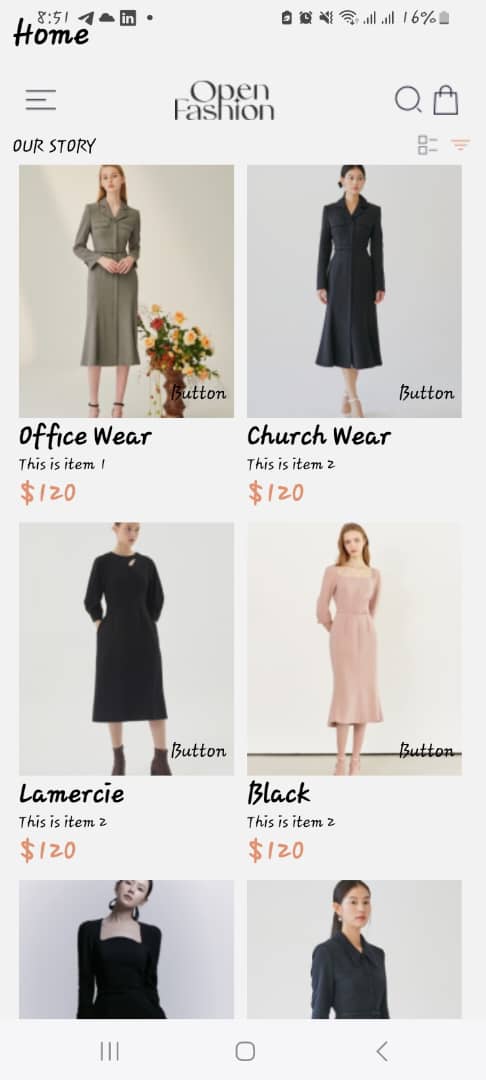 8:51 16%
Home
Open
Fashion
OUR STORY
Button Button
Office Wear Church Wear
This is item 1 This is item 2
$120 $120
Button Button
Lamercie Black
This is item 2 This is item 2
$120 $120